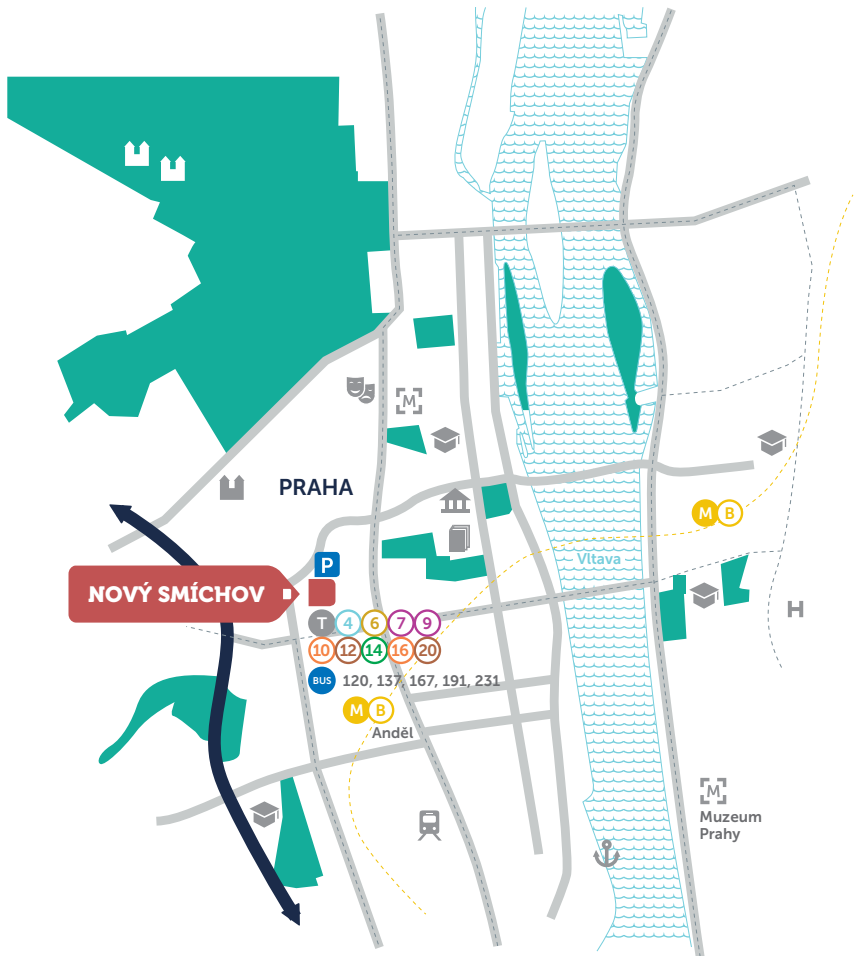 M
PRAHA
M B
P
Vltava
NOVÝ SMÍCHOV
H
T 4 6 7 9
10 12 14 16 20
BUS 120, 137, 167, 191, 231
M B
Anděl
M
Muzeum
Prahy